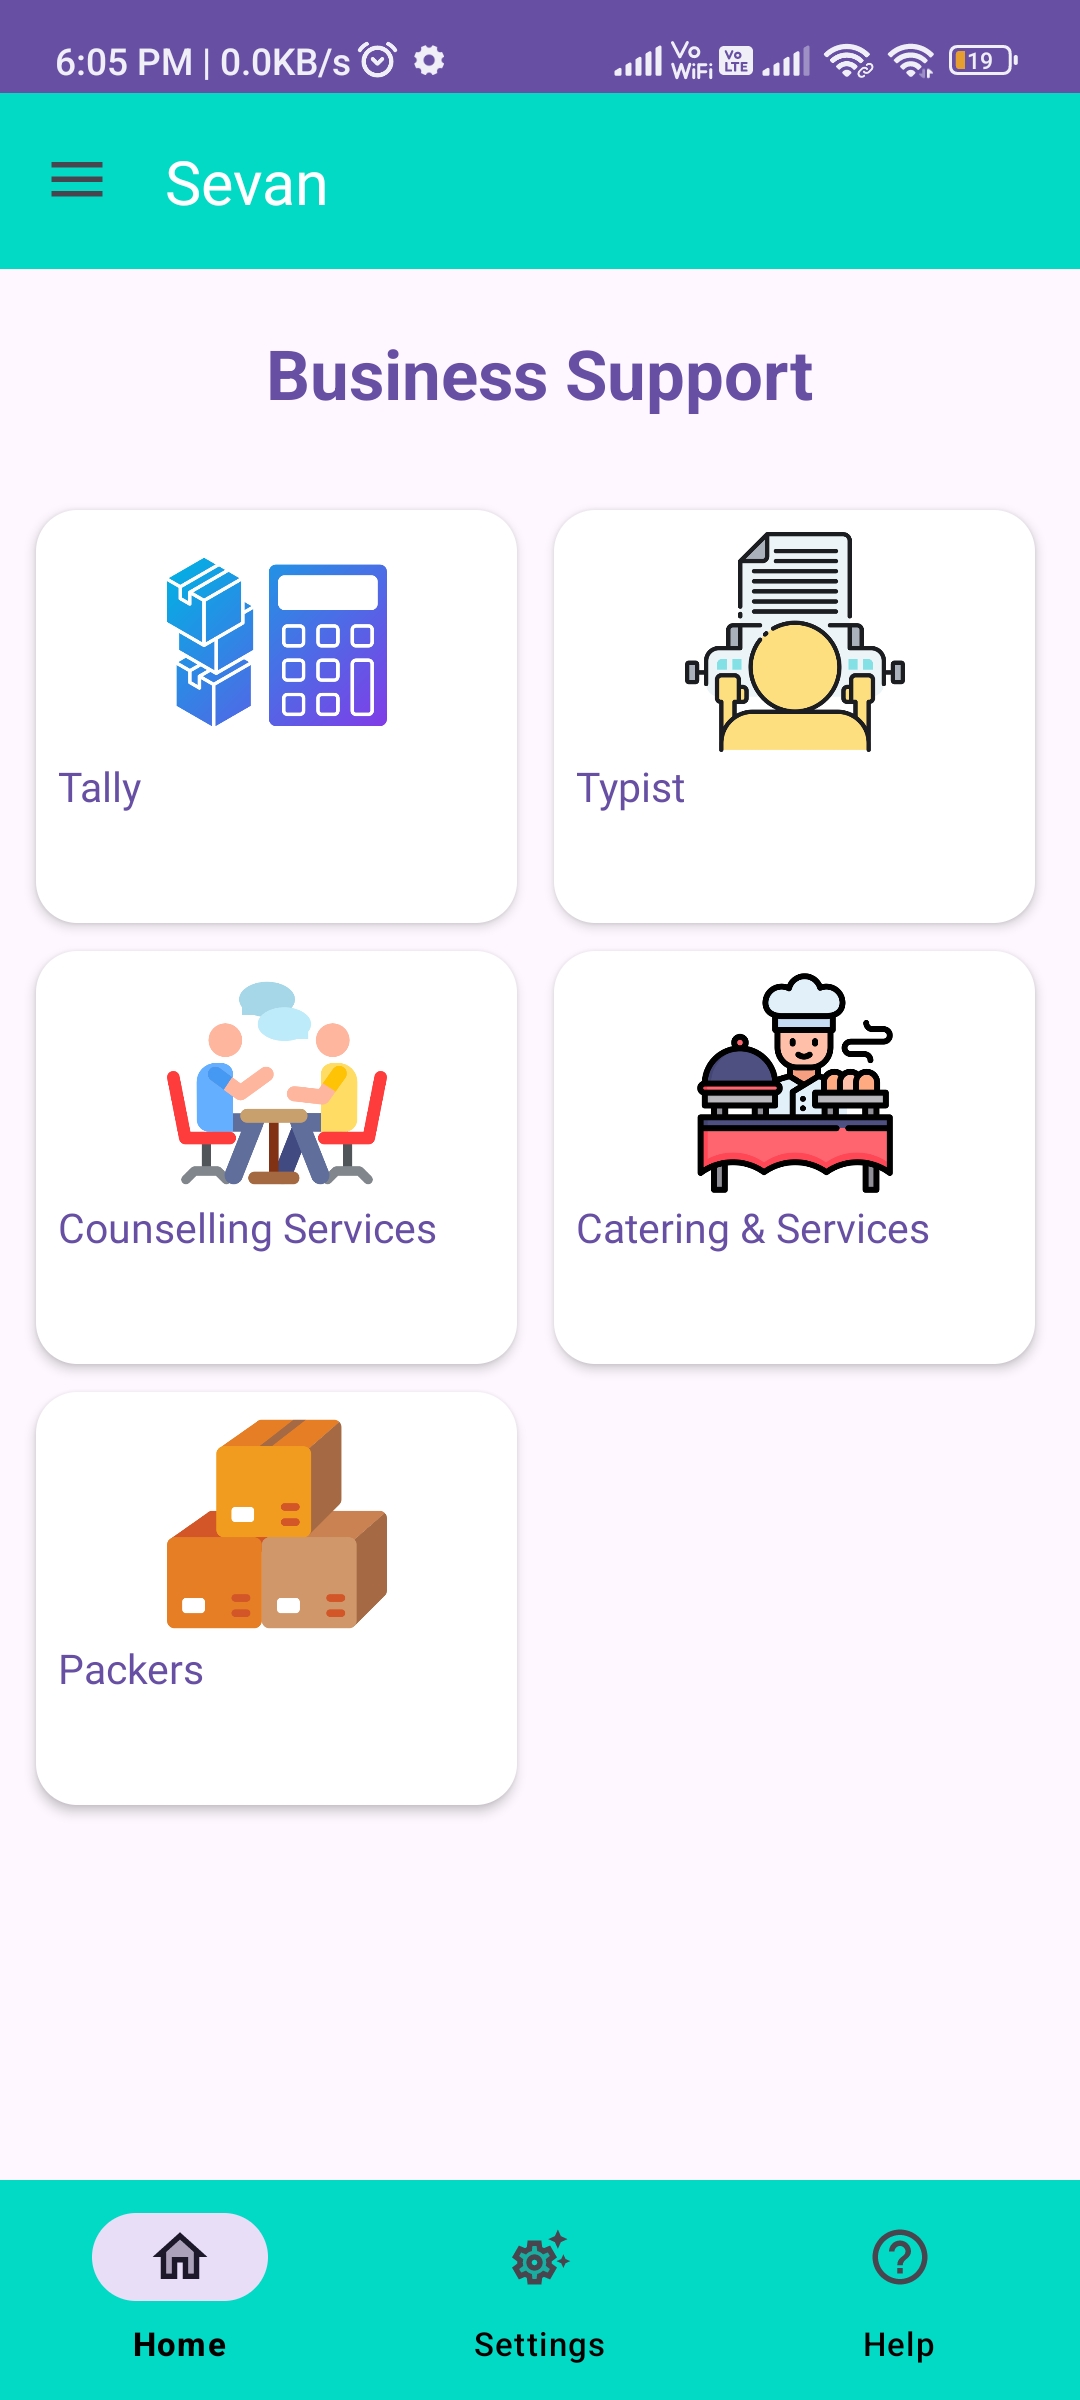 6:05 PM | 0.0KB/s Vo WiFi Vo LTE 19
Sevan
Business Support
Tally Typist
Counselling Services Catering & Services
Packers
Home Settings Help